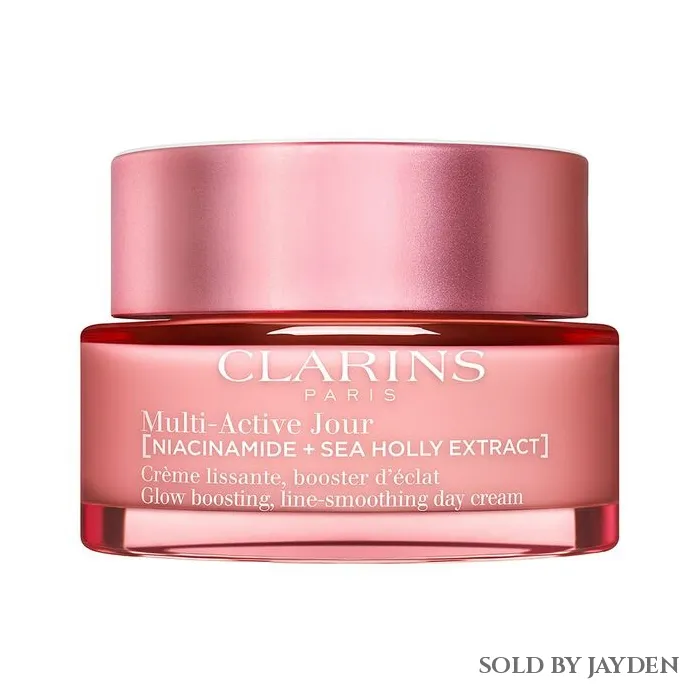 CLARINS
PARIS
Multi-Active Jour
[NIACINAMIDE + SEA HOLLY EXTRACT]
Crème lissante, booster d'éclat
Glow boosting, line-smoothing day cream
SOLD BY JAYDEN